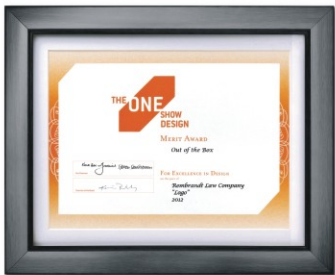 THE ONE
SHOW
DESIGN
MERIT AWARD
Out of the Box
FOR EXCELLENCE IN DESIGN
Rembrandt Law Company
"Logo"
2012